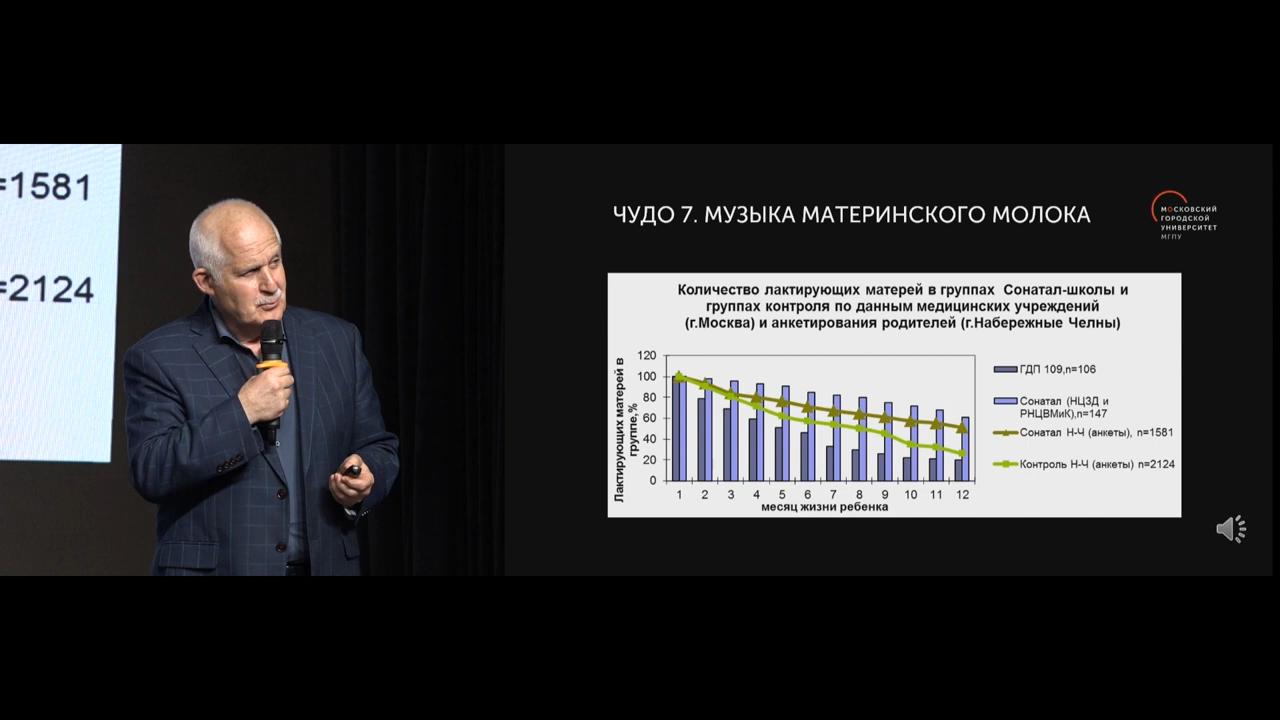 =1581
=2124
ЧУДО 7. МУЗЫКА МАТЕРИНСКОГО МОЛОКА
МОСКОВСКИЙ
ГОРОДСКОЙ
УНИВЕРСИТЕТ
МГПУ
Количество лактирующих матерей в группах Сонатал-школы и
группах контроля по данным медицинских учреждений
(г.Москва) и анкетирования родителей (г.Набережные Челны)
Лактирующих матерей в
группе,%
120
100
80
60
40
20
0
1 2 3 4 5 6 7 8 9 10 11 12
месяц жизни ребенка
ГДП 109,n=106
Сонатал (НЦЗД и
РНЦВМиК),n=147
Сонатал Н-Ч (анкеты), n=1581
Контроль Н-Ч (анкеты) n=2124